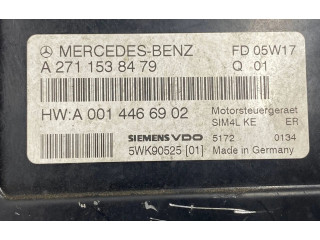 MERCEDES-BENZ FD 05W17
A 271 153 84 79 Q 01
HW:A 001 446 69 02 Motorsteuergeraet
SIM4L KE ER
SIEMENS VDO 5172 0134
5WK90525 [01] Made in Germany